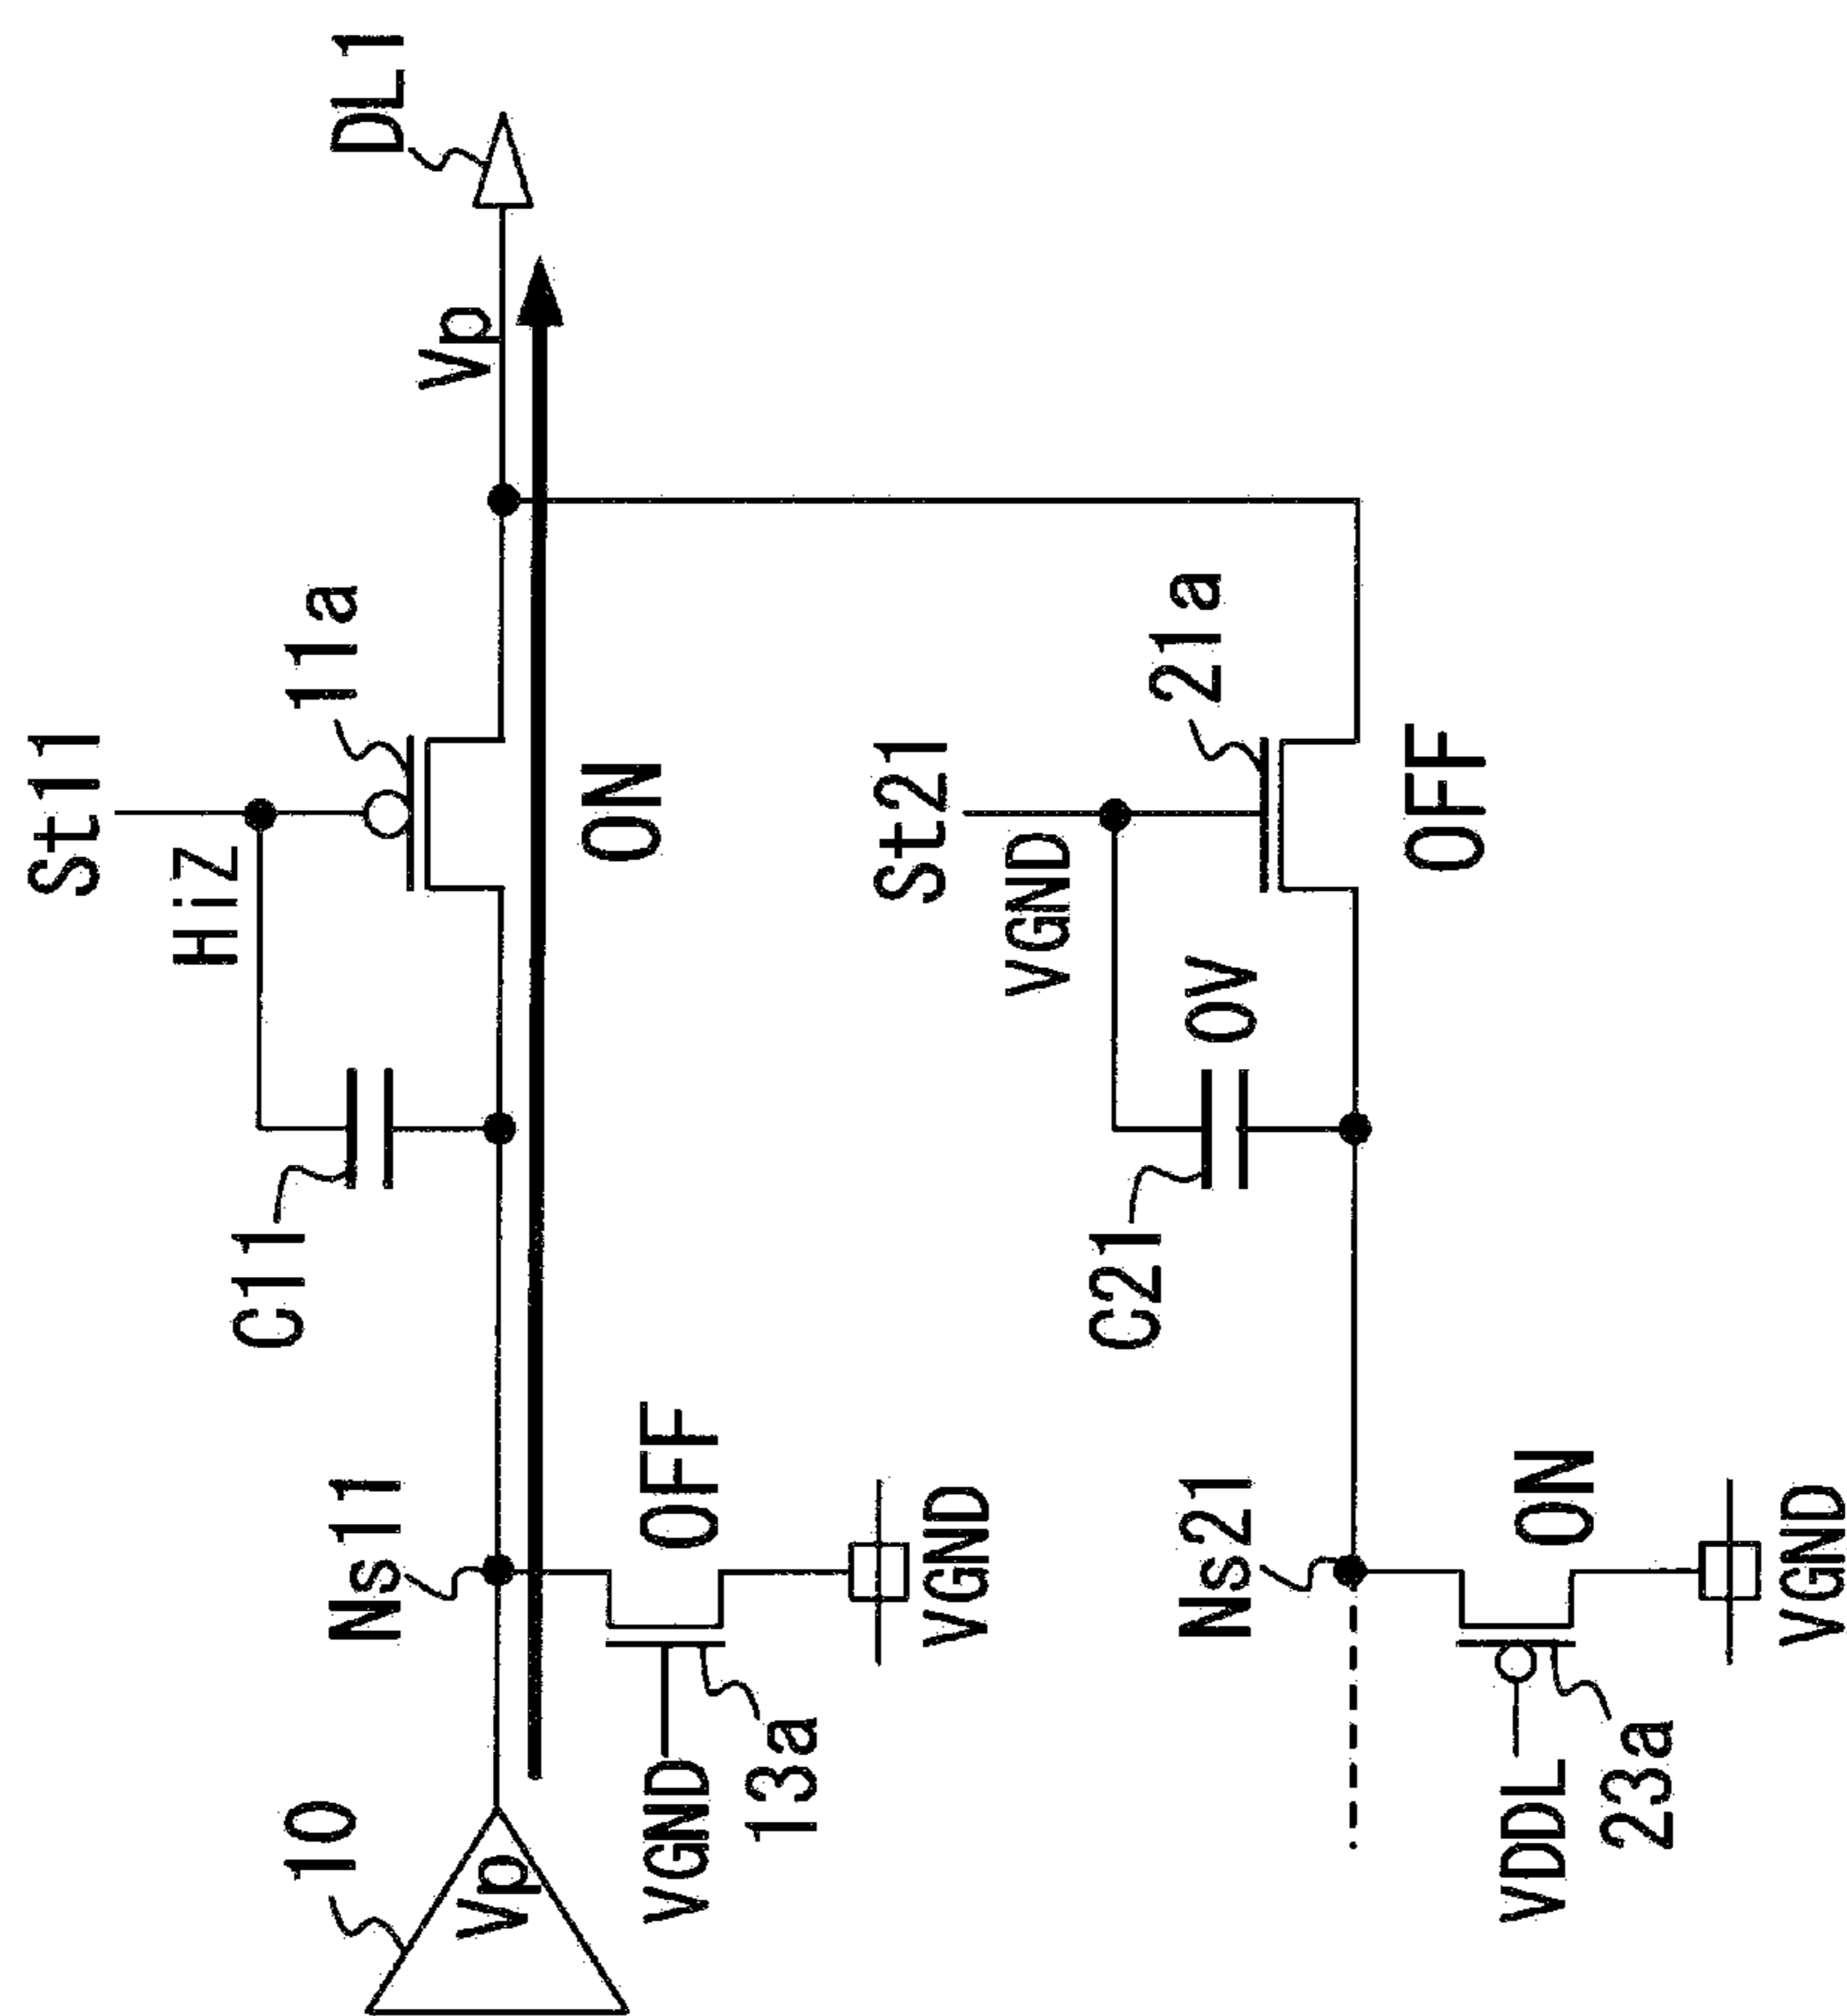 St11
HiZ
11a
C11
ON
Vp
DL1
10
Vp
Ns11
OFF
VGND
13a
VGND
St21
VGND
21a
C21
0V
OFF
Ns21
ON
VDDL
23a
VGND